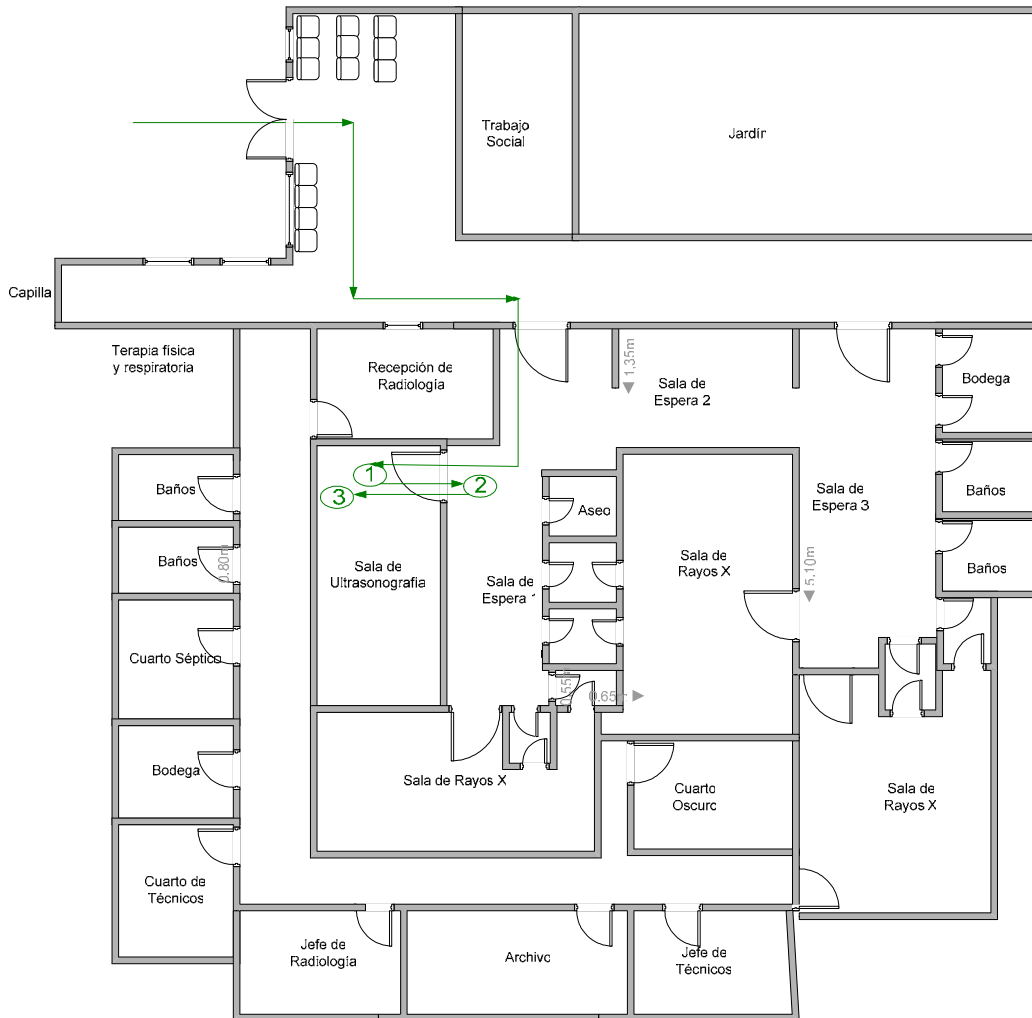 Trabajo
Social
Jardín
Capilla
Terapia física
y respiratoria
Recepción de
Radiología
1,35m
Sala de
Espera 2
Bodega
Baños
1
2
3
Aseo
Sala de
Espera 3
Baños
Baños
0.80m
Sala de
Ultrasonografía
Sala de
Espera 1
Sala de
Rayos X
5.10m
Baños
Cuarto Séptico
0.55m
0.65m
Bodega
Sala de Rayos X
Cuarto
Oscuro
Sala de
Rayos X
Cuarto de
Técnicos
Jefe de
Radiología
Archivo
Jefe de
Técnicos